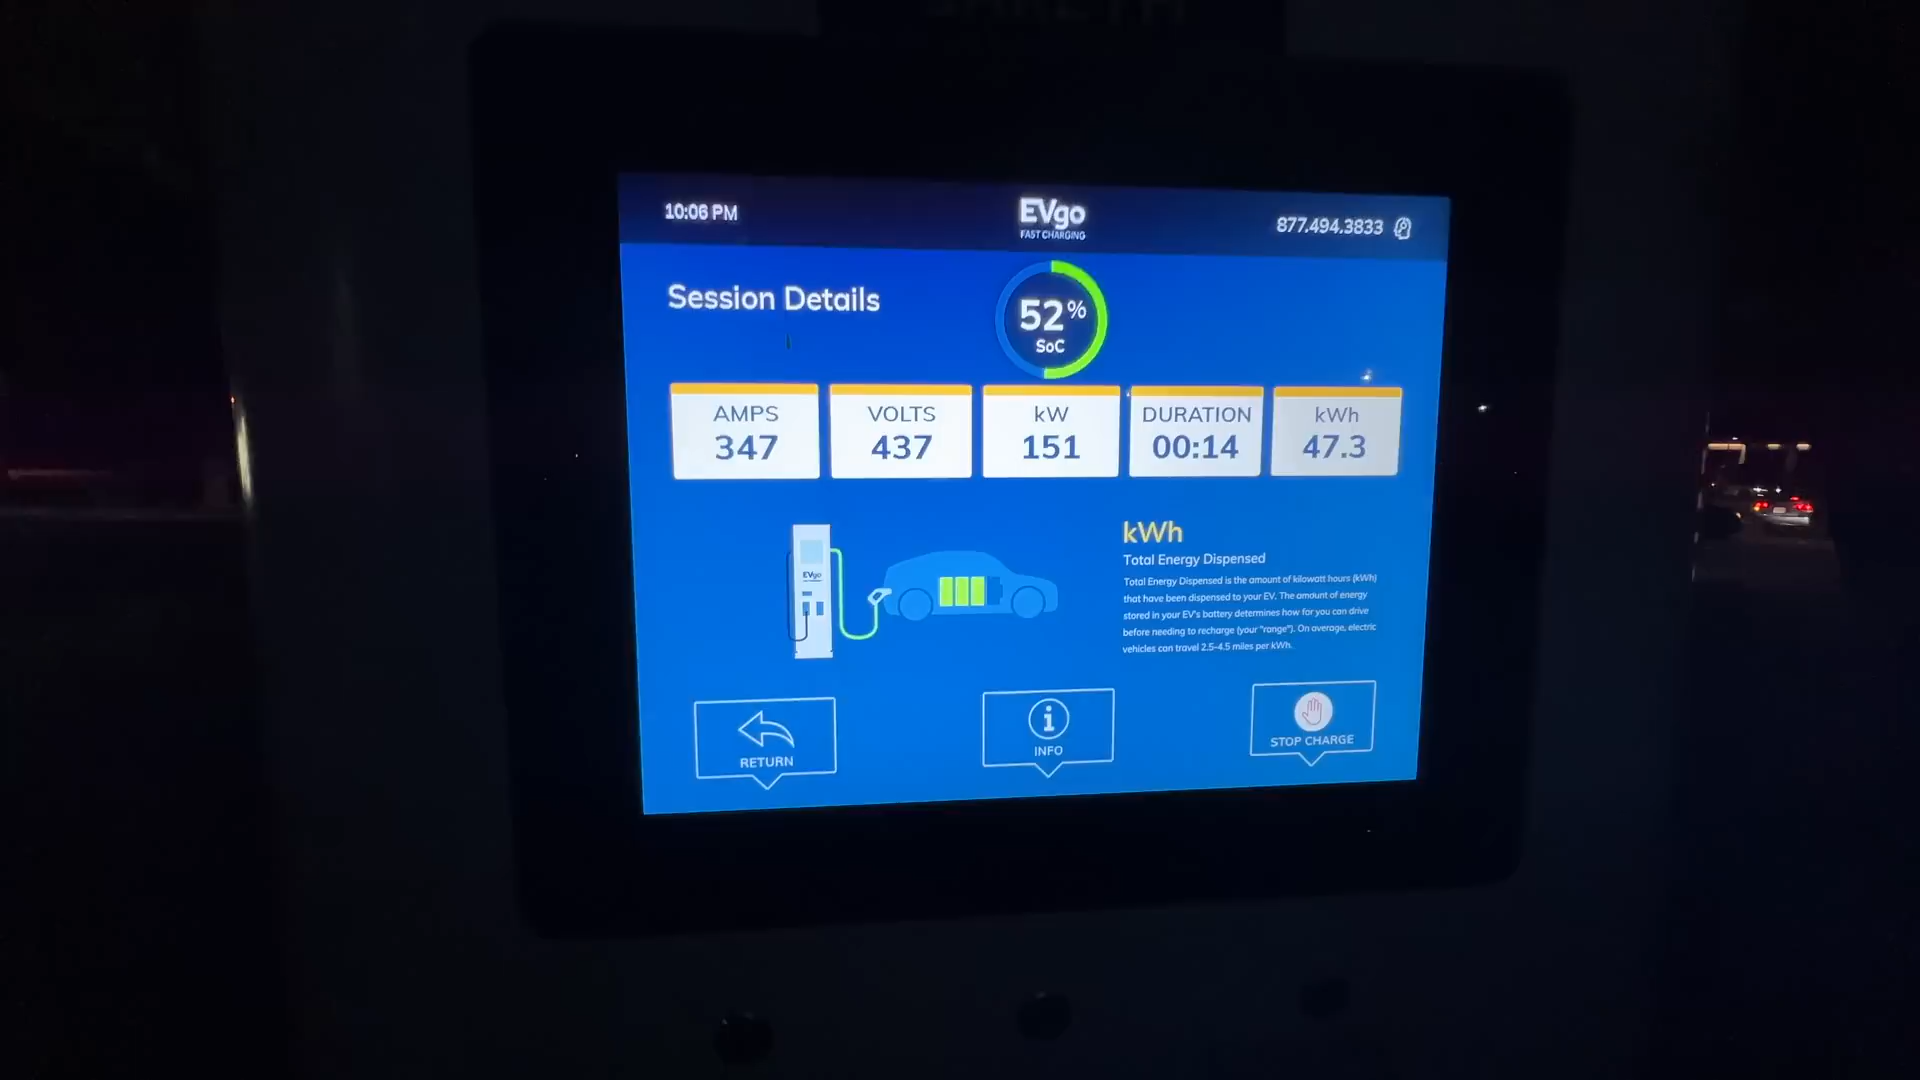 10:06 PM
EVgo
FAST CHARGING
877.494.3833
Session Details
52%
SoC
AMPS
347
VOLTS
437
kW
151
DURATION
00:14
kWh
47.3
EVgo
kWh
Total Energy Dispensed
Total Energy Dispensed is the amount of kilowatt hours (kWh)
that have been dispensed to your EV. The amount of energy
stored in your EV's battery determines how far you can drive
before needing to recharge (your "range"). On average, electric
vehicles can travel 2.5-4.5 miles per kWh.
RETURN
INFO
STOP CHARGE